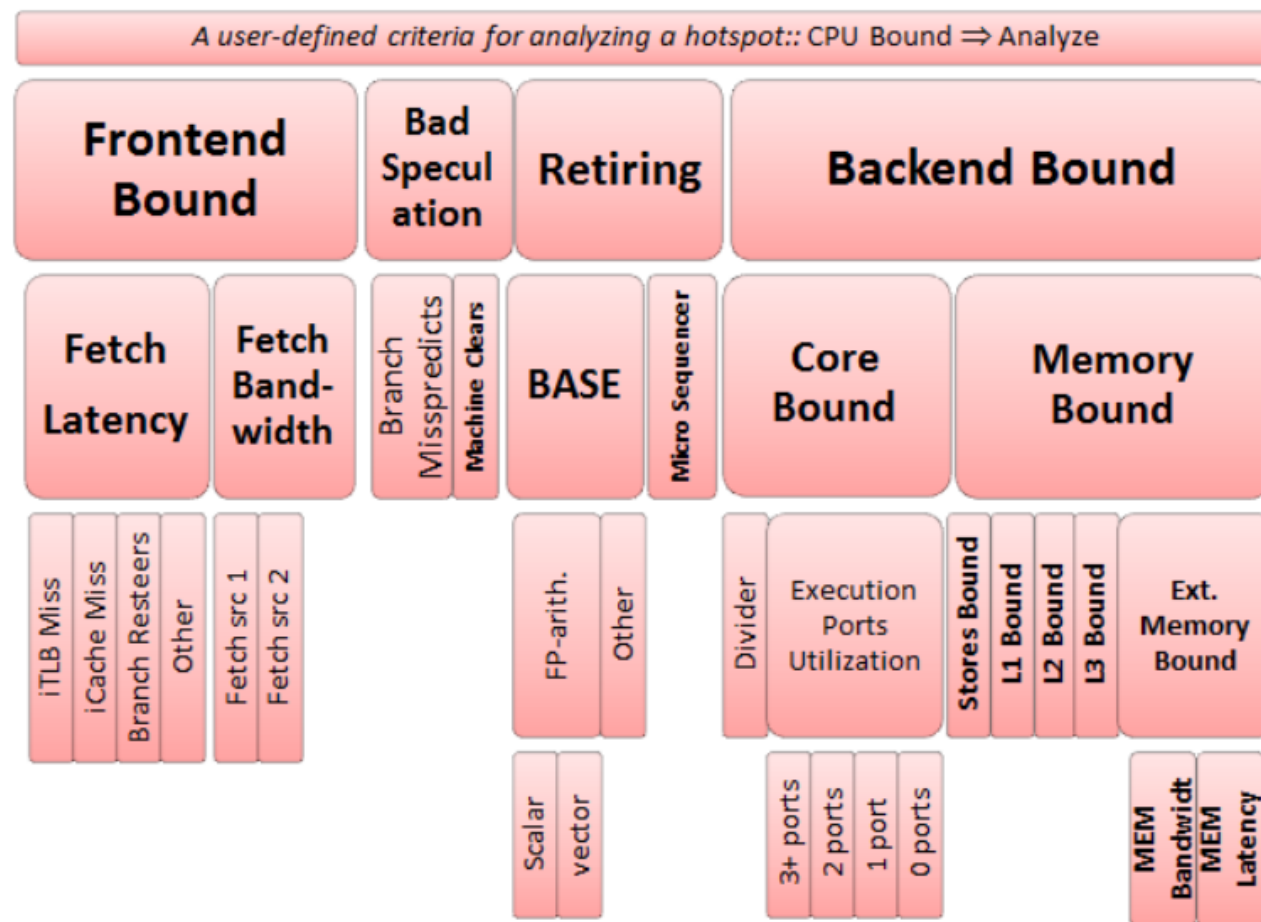 A user-defined criteria for analyzing a hotspot:: CPU Bound ⇒ Analyze
Frontend
Bound
Bad
Specul
ation
Retiring
Backend Bound
Fetch
Latency
Fetch
Band-
width
Branch
Misspredicts
Machine Clears
BASE
Micro Sequencer
Core
Bound
Memory
Bound
iTLB Miss
iCache Miss
Branch Resteers
Other
Fetch src 1
Fetch src 2
FP-arith.
Other
Divider
Execution
Ports
Utilization
Stores Bound
L1 Bound
L2 Bound
L3 Bound
Ext.
Memory
Bound
Scalar
vector
3+ ports
2 ports
1 port
0 ports
MEM
Bandwidt
MEM
Latency